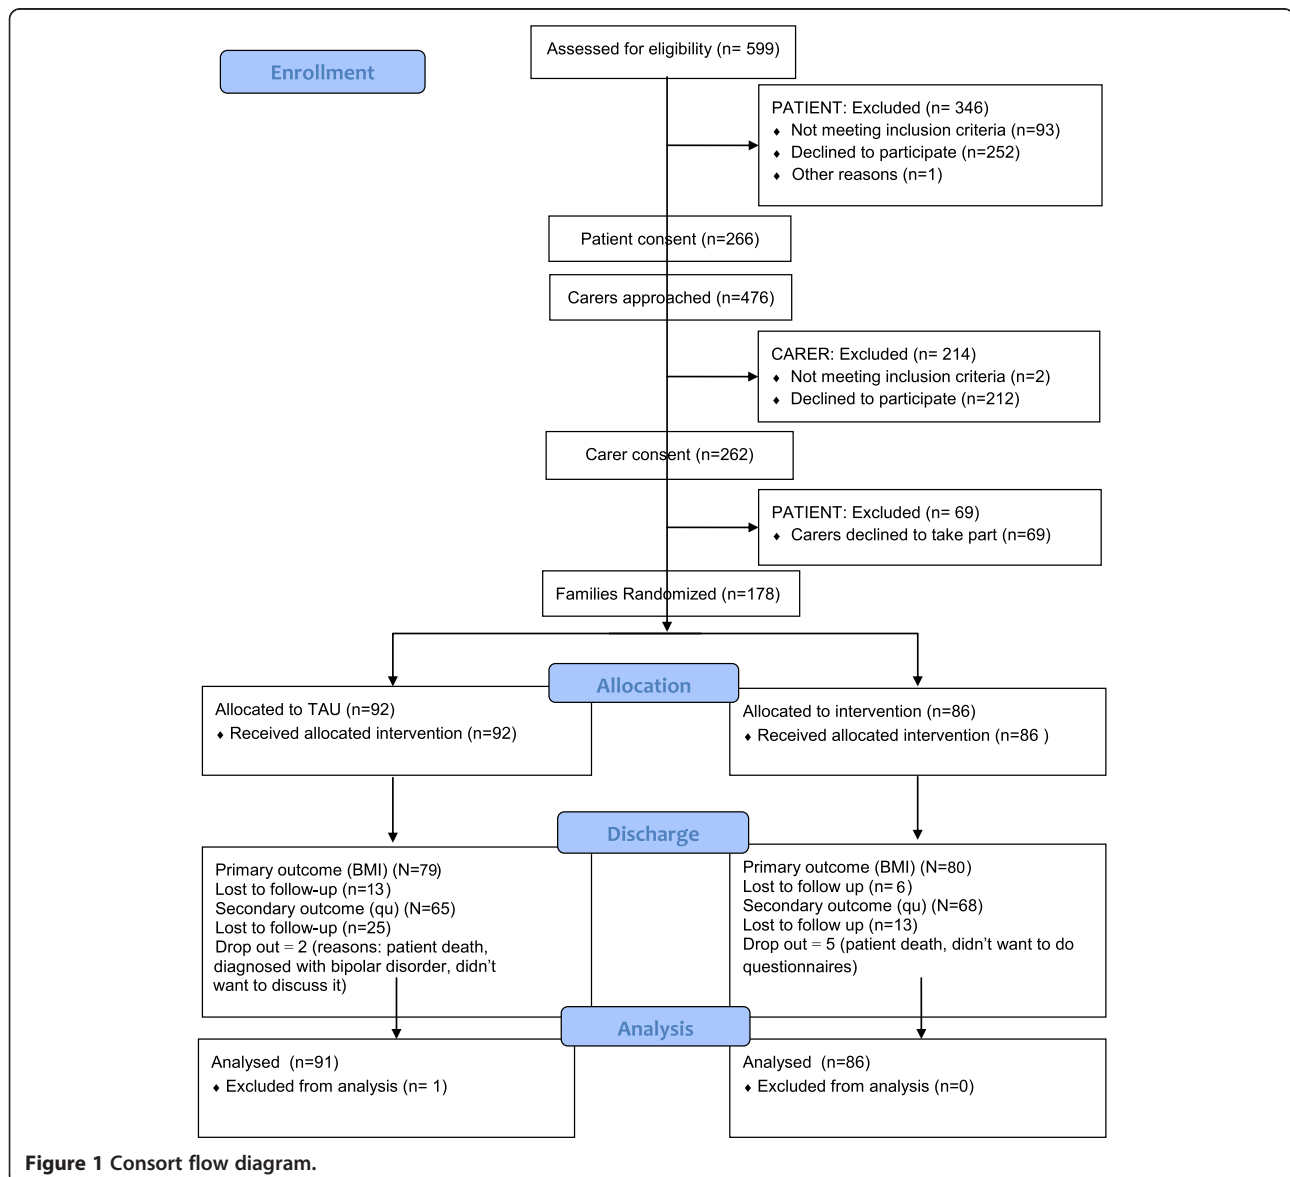 Enrollment
Assessed for eligibility (n= 599)
PATIENT: Excluded (n= 346)
♦ Not meeting inclusion criteria (n=93)
♦ Declined to participate (n=252)
♦ Other reasons (n=1)
Patient consent (n=266)
Carers approached (n=476)
CARER: Excluded (n= 214)
♦ Not meeting inclusion criteria (n=2)
♦ Declined to participate (n=212)
Carer consent (n=262)
PATIENT: Excluded (n= 69)
♦ Carers declined to take part (n=69)
Families Randomized (n=178)
Allocation
Allocated to TAU (n=92)
♦ Received allocated intervention (n=92)
Allocated to intervention (n=86)
♦ Received allocated intervention (n=86 )
Discharge
Primary outcome (BMI) (N=79)
Lost to follow-up (n=13)
Secondary outcome (qu) (N=65)
Lost to follow-up (n=25)
Drop out = 2 (reasons: patient death,
diagnosed with bipolar disorder, didn't
want to discuss it)
Primary outcome (BMI) (N=80)
Lost to follow up (n= 6)
Secondary outcome (qu) (N=68)
Lost to follow up (n=13)
Drop out = 5 (patient death, didn't want to do
questionnaires)
Analysis
Analysed (n=91)
♦ Excluded from analysis (n= 1)
Analysed (n=86)
♦ Excluded from analysis (n=0)
Figure 1 Consort flow diagram.